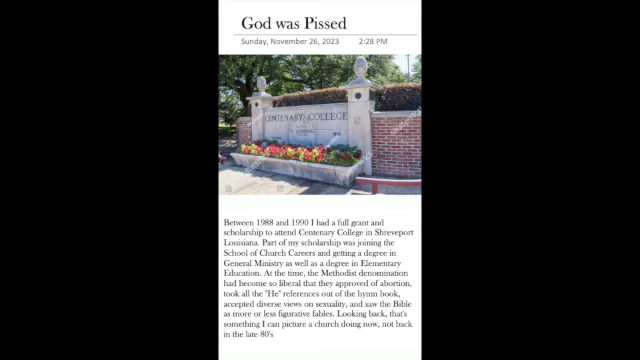 God was Pissed
Sunday, November 26, 2023 2:28 PM
CENTENARY COLLEGE
Between 1988 and 1990 I had a full grant and
scholarship to attend Centenary College in Shreveport
Louisiana. Part of my scholarship was joining the
School of Church Careers and getting a degree in
General Ministry as well as a degree in Elementary
Education. At the time, the Methodist denomination
had become so liberal that they approved of abortion,
took all the "He" references out of the hymn book,
accepted diverse views on sexuality, and saw the Bible
as more or less figurative fables. Looking back, that's
something I can picture a church doing now, not back
in the late 80's